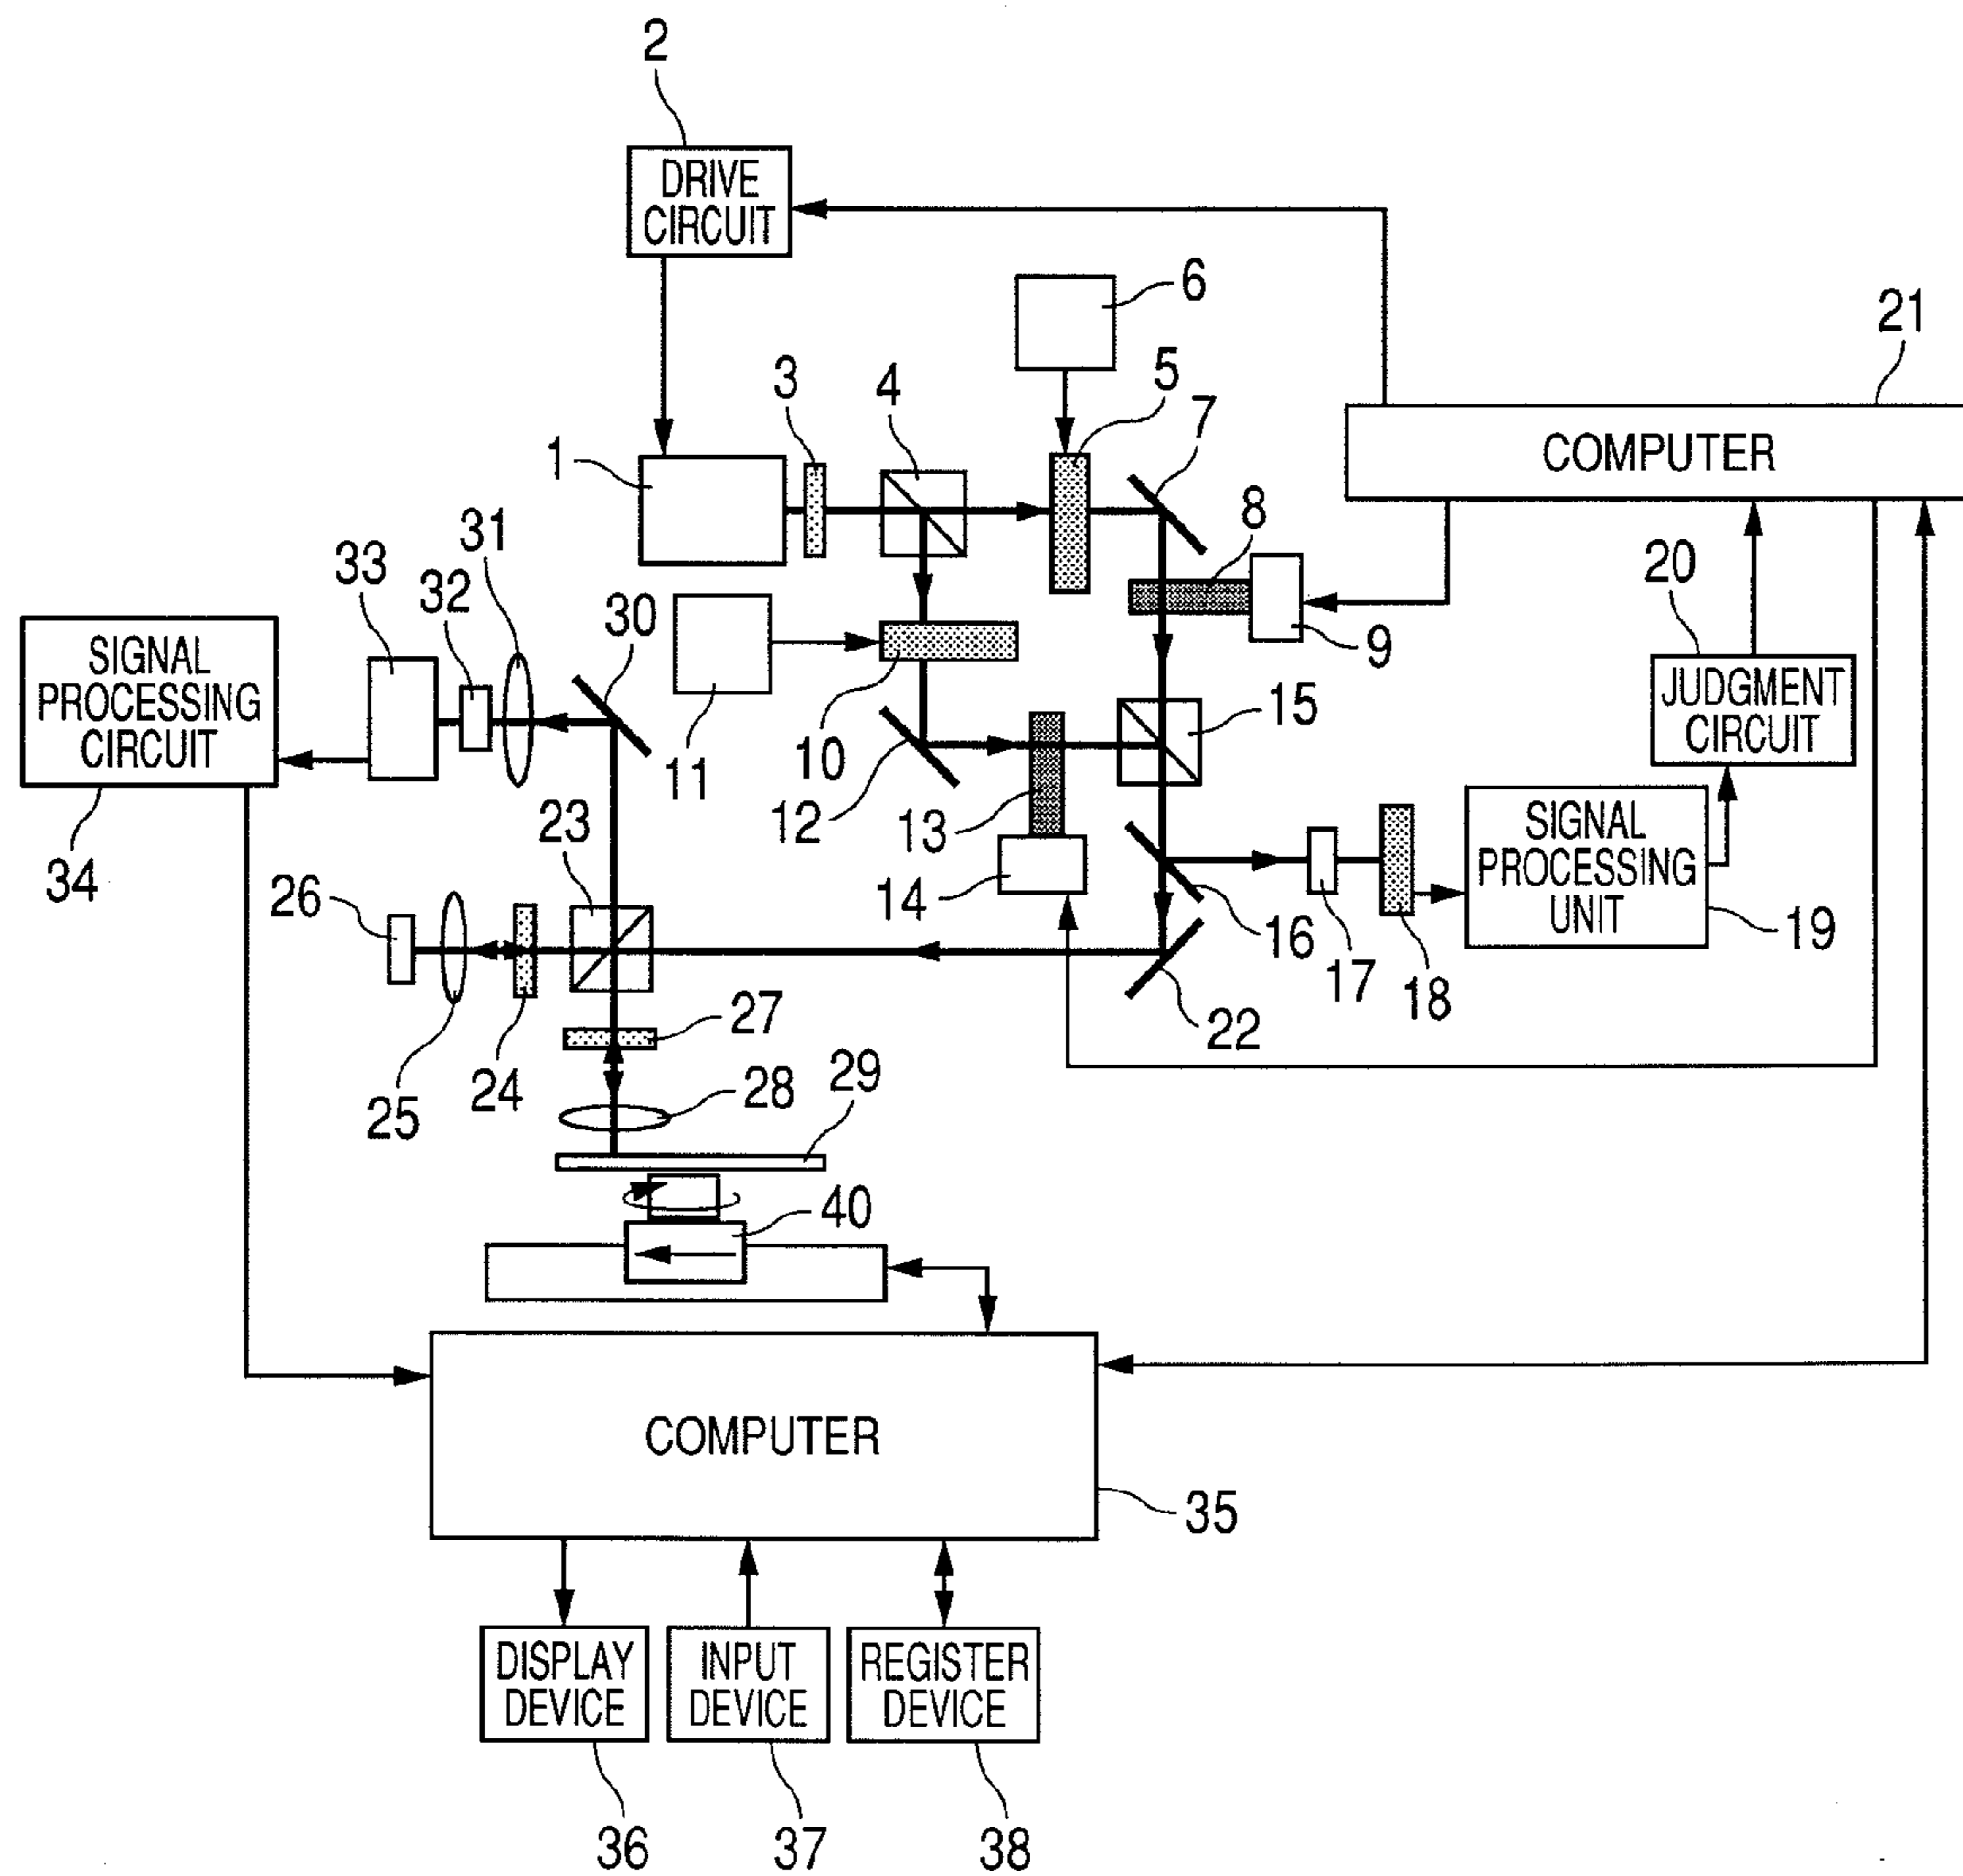 2
DRIVE
CIRCUIT
6
21
3
4
5
7
1
COMPUTER
8
31
33
32
30
20
9
SIGNAL
PROCESSING
CIRCUIT
JUDGMENT
CIRCUIT
15
11
10
12
13
SIGNAL
PROCESSING
UNIT
34
23
14
26
16
17
18
19
27
22
24
25
29
28
40
COMPUTER
35
DISPLAY
DEVICE
INPUT
DEVICE
REGISTER
DEVICE
36
37
38